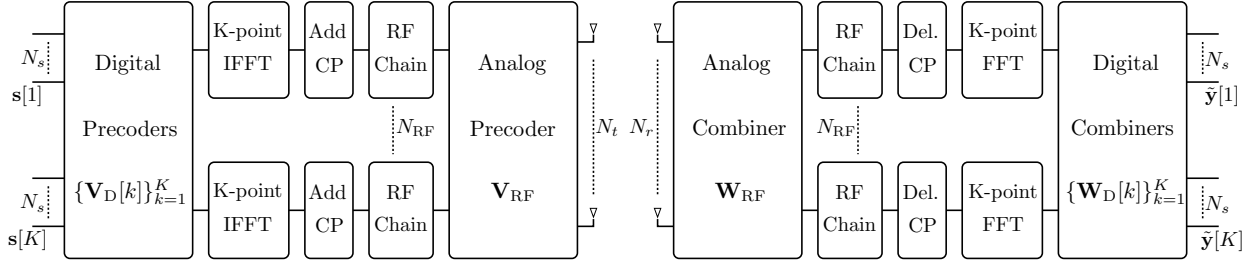 N_s
s[1]
N_s
s[K]
Digital
Precoders
{V_D[k]}_{k=1}^K
K-point
IFFT
Add
CP
RF
Chain
N_RF
K-point
IFFT
Add
CP
RF
Chain
Analog
Precoder
V_RF
N_t
N_r
Analog
Combiner
W_RF
RF
Chain
Del.
CP
K-point
FFT
N_RF
RF
Chain
Del.
CP
K-point
FFT
Digital
Combiners
{W_D[k]}_{k=1}^K
N_s
ỹ[1]
N_s
ỹ[K]